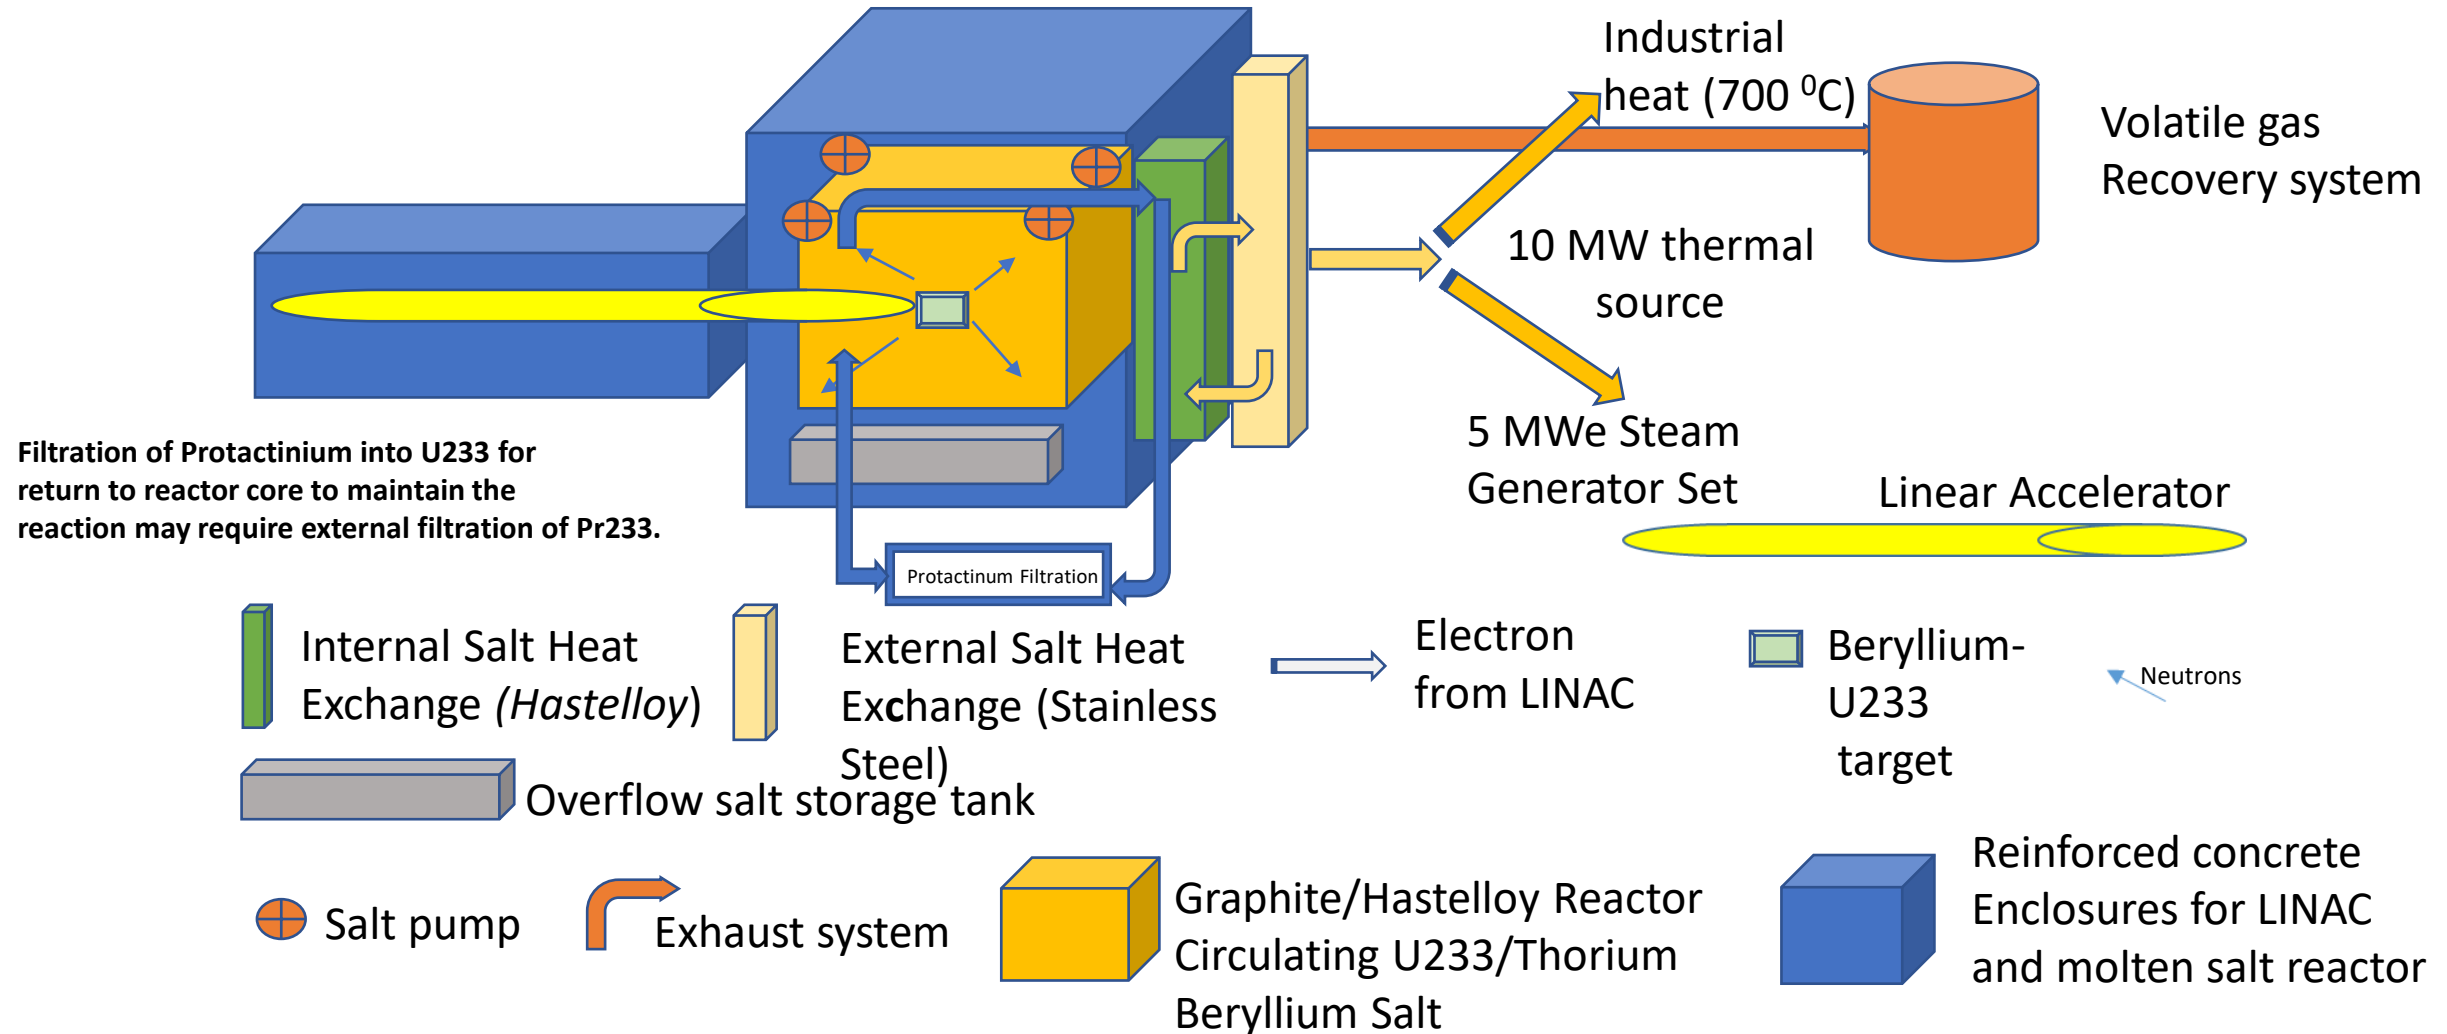 Industrial
heat (700 ⁰C)
Volatile gas
Recovery system
10 MW thermal
source
5 MWe Steam
Generator Set
Linear Accelerator
Filtration of Protactinium into U233 for
return to reactor core to maintain the
reaction may require external filtration of Pr233.
Protactinum Filtration
Internal Salt Heat
Exchange (Hastelloy)
External Salt Heat
Exchange (Stainless
Steel)
Electron
from LINAC
Beryllium-
U233
target
Neutrons
Overflow salt storage tank
Salt pump
Exhaust system
Graphite/Hastelloy Reactor
Circulating U233/Thorium
Beryllium Salt
Reinforced concrete
Enclosures for LINAC
and molten salt reactor